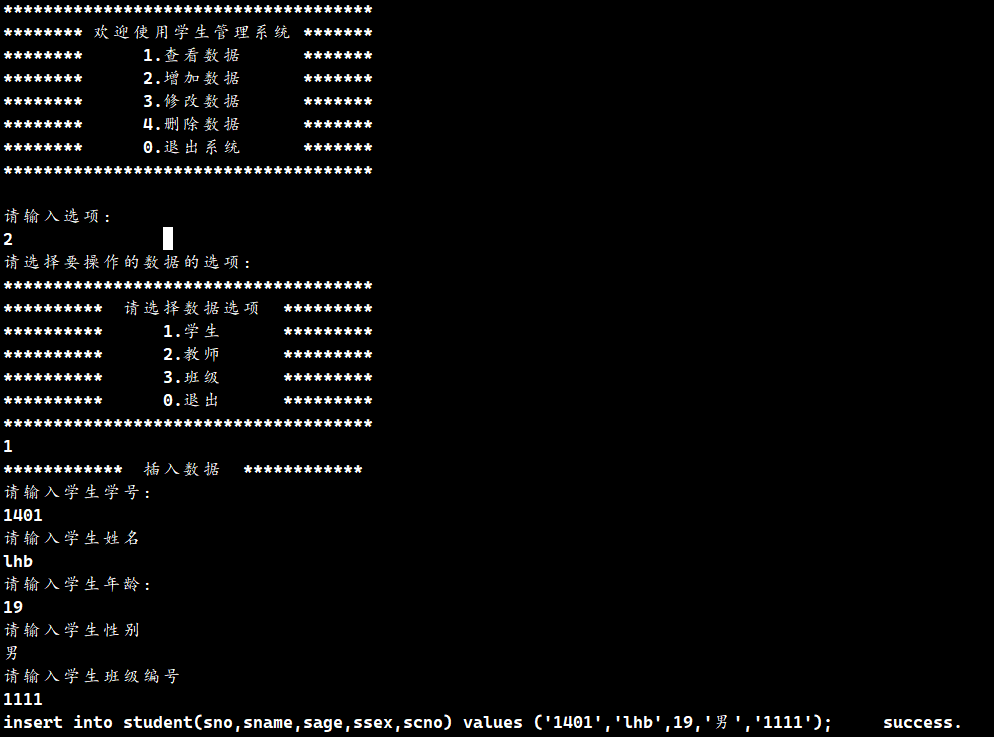 *************************************
******** 欢迎使用学生管理系统 *******
********      1.查看数据      *******
********      2.增加数据      *******
********      3.修改数据      *******
********      4.删除数据      *******
********      0.退出系统      *******
*************************************
请输入选项:
2
请选择要操作的数据的选项:
*************************************
**********  请选择数据选项  *********
**********      1.学生      *********
**********      2.教师      *********
**********      3.班级      *********
**********      0.退出      *********
*************************************
1
************  插入数据  ************
请输入学生学号:
1401
请输入学生姓名
lhb
请输入学生年龄:
19
请输入学生性别
男
请输入学生班级编号
1111
insert into student(sno,sname,sage,ssex,scno) values ('1401','lhb',19,'男','1111');     success.